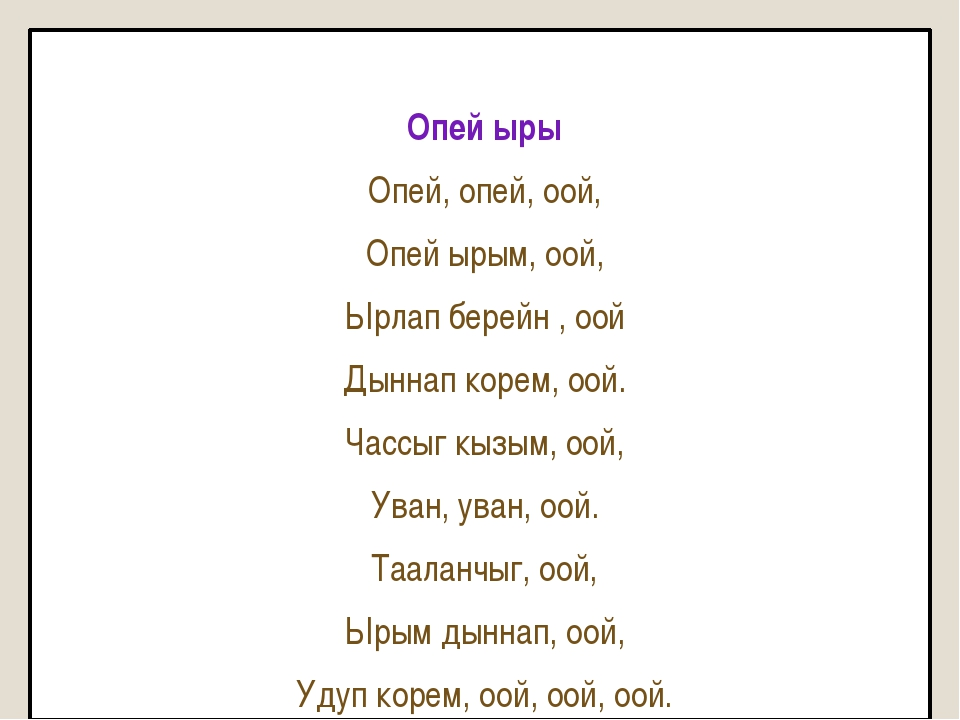 Опей ыры
Опей, опей, оой,
Опей ырым, оой,
Ырлап берейн , оой
Дыннап корем, оой.
Чассыг кызым, оой,
Уван, уван, оой.
Тааланчыг, оой,
Ырым дыннап, оой,
Удуп корем, оой, оой, оой.